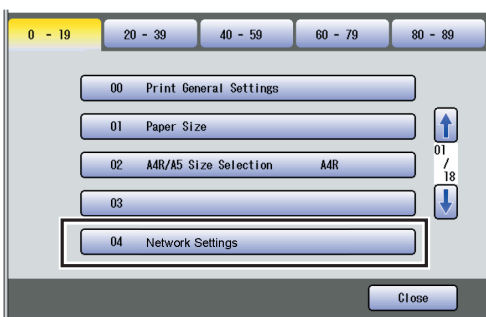 0 - 19 20 - 39 40 - 59 60 - 79 80 - 89
00 Print General Settings
01 Paper Size
02 A4R/A5 Size Selection A4R
03
04 Network Settings
01
/
18
Close